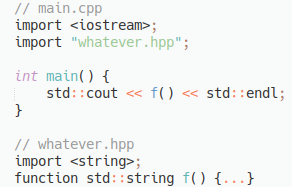 // main.cpp
import <iostream>;
import "whatever.hpp";
int main() {
    std::cout << f() << std::endl;
}
// whatever.hpp
import <string>;
function std::string f() {...}